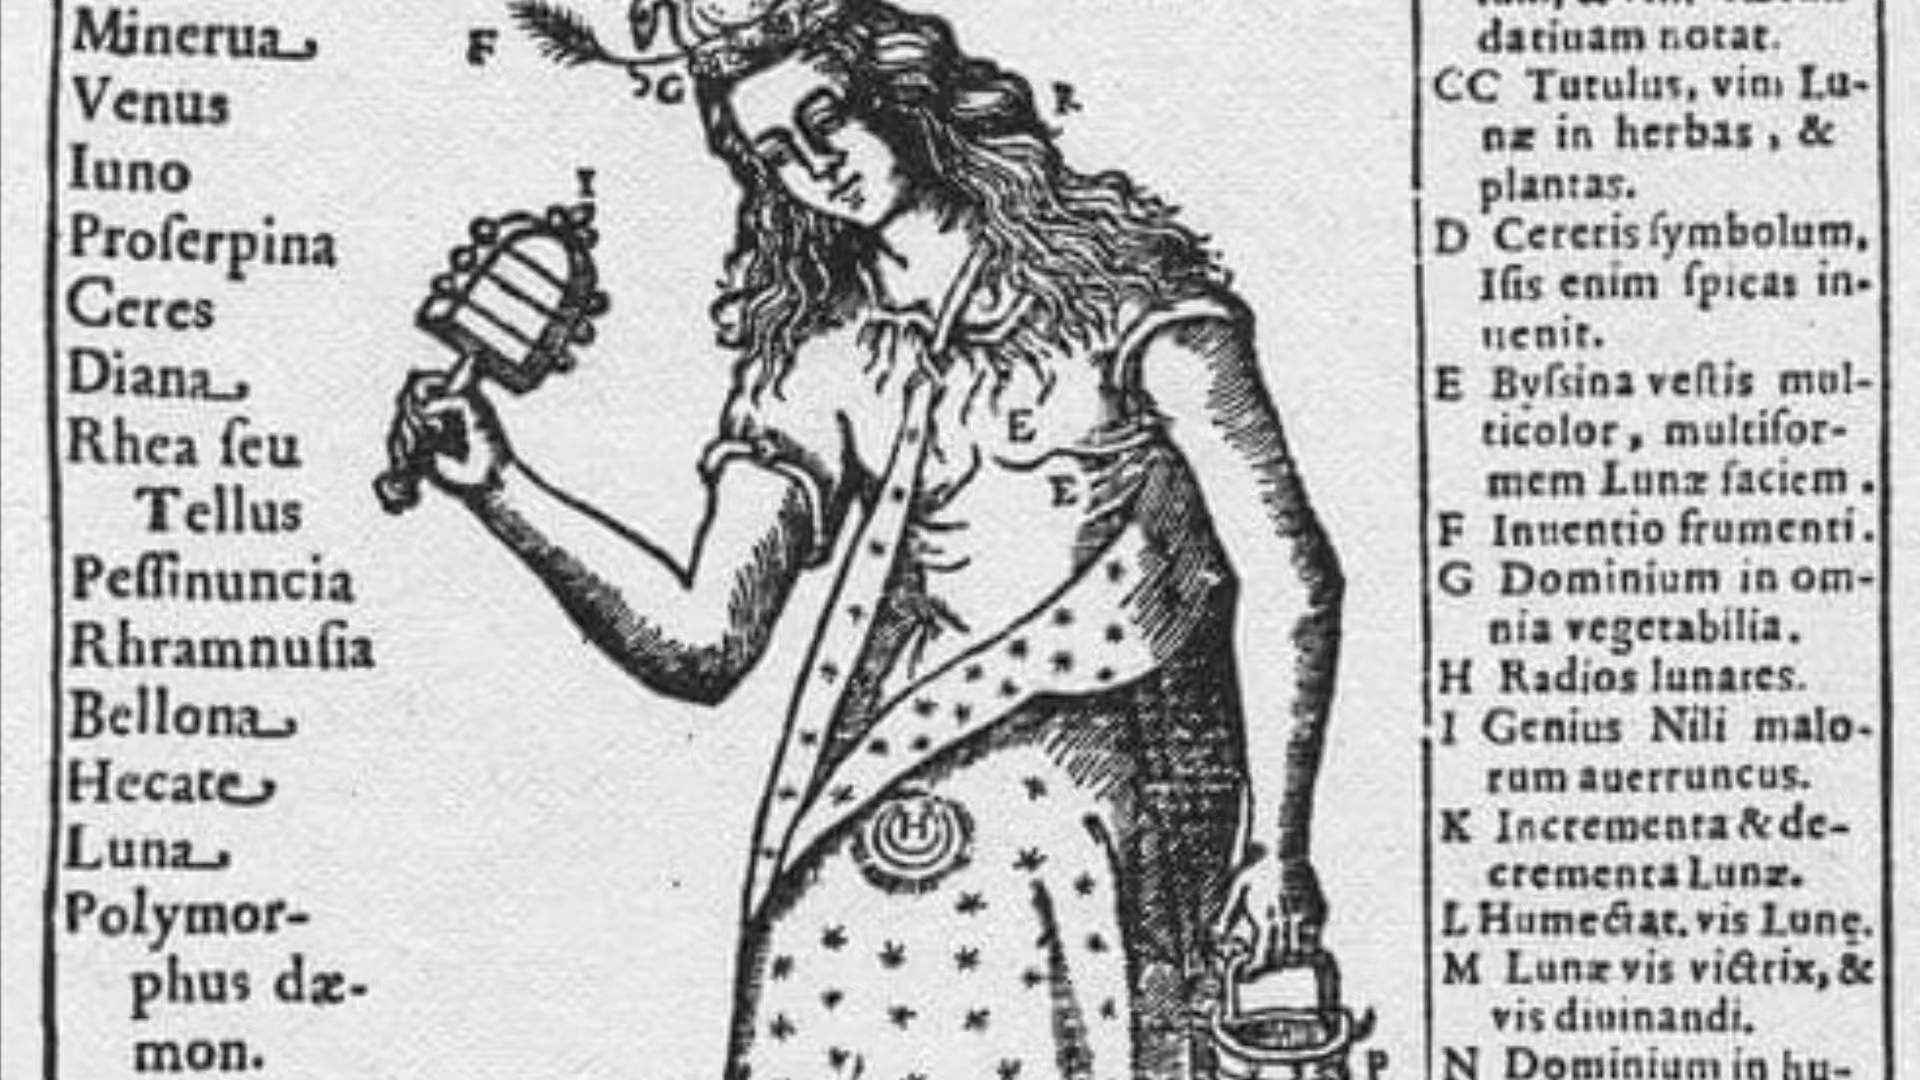 Minerua
Venus
Iuno
Proſerpina
Ceres
Diana
Rhea ſeu
Tellus
Peſſinuncia
Rhramnuſia
Bellona
Hecate
Luna
Polymor-
phus dæ-
mon.
F
G
R
I
E
E
H
P
datiuam notat.
CC Tutulus, vim Lu-
næ in herbas, &
plantas.
D Cereris ſymbolum,
Iſis enim ſpicas in-
uenit.
E Byſsina veſtis mul-
ticolor, multifor-
mem Lunæ faciem.
F Inuentio frumenti.
G Dominium in om-
nia vegetabilia.
H Radios lunares.
I Genius Nili malo-
rum auerruncus.
K Incrementa & de-
crementa Lunæ.
L Humectat. vis Lunę.
M Lunæ vis victrix, &
vis diuinandi.
N Dominium in hu-